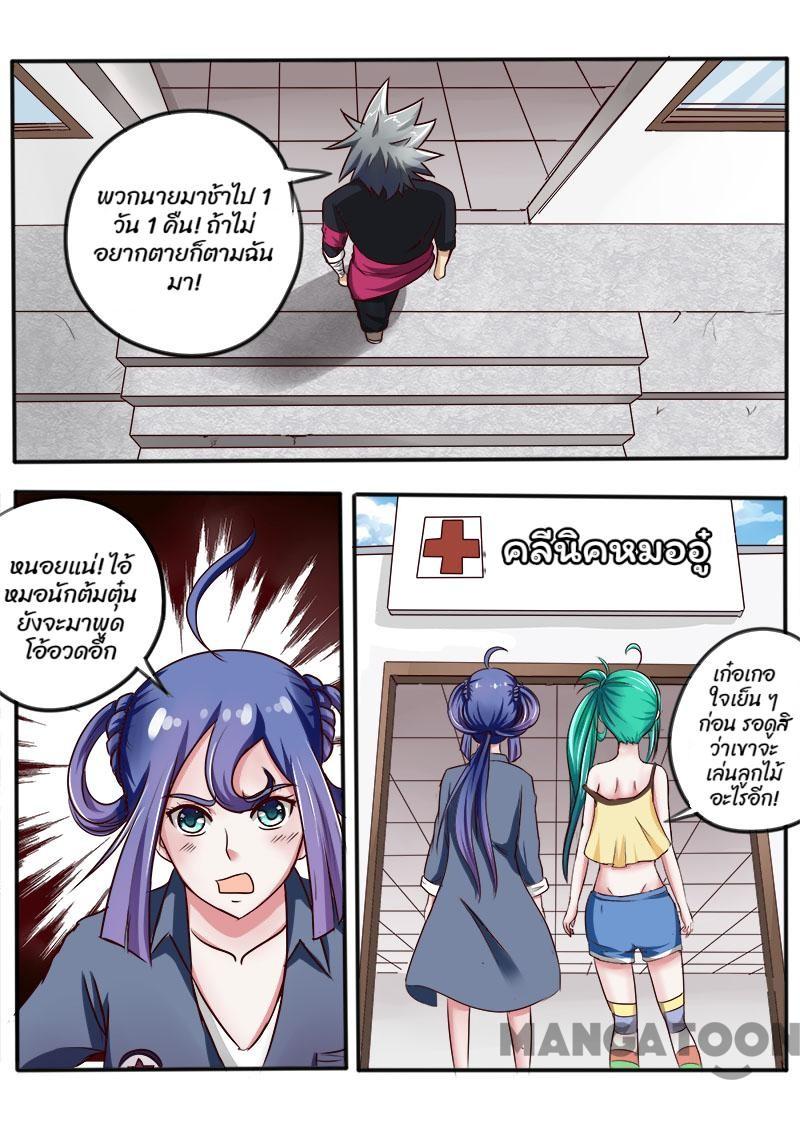 พวกนายมาช้าไป 1
วัน 1 คืน! ถ้าไม่
อยากตายก็ตามฉัน
มา!
หนอยแน่! ไอ้
หมอนักต้มตุ๋น
ยังจะมาพูด
โอ้อวดอีก
คลีนิคหมออู๋
เก๋อเกอ
ใจเย็น ๆ
ก่อน รอดูสิ
ว่าเขาจะ
เล่นลูกไม้
อะไรอีก!
MANGATOON